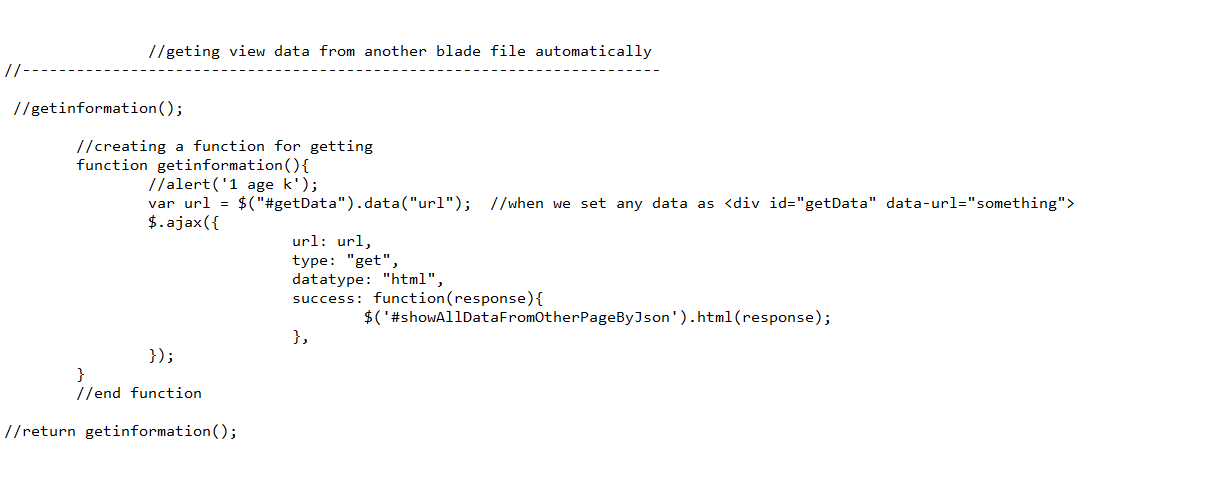 //geting view data from another blade file automatically
//-----------------------------------------------------------------------
//getinformation();
//creating a function for getting
function getinformation(){
//alert('1 age k');
var url = $("#getData").data("url");  //when we set any data as <div id="getData" data-url="something">
$.ajax({
url: url,
type: "get",
datatype: "html",
success: function(response){
$('#showAllDataFromOtherPageByJson').html(response);
},
});
}
//end function
//return getinformation();